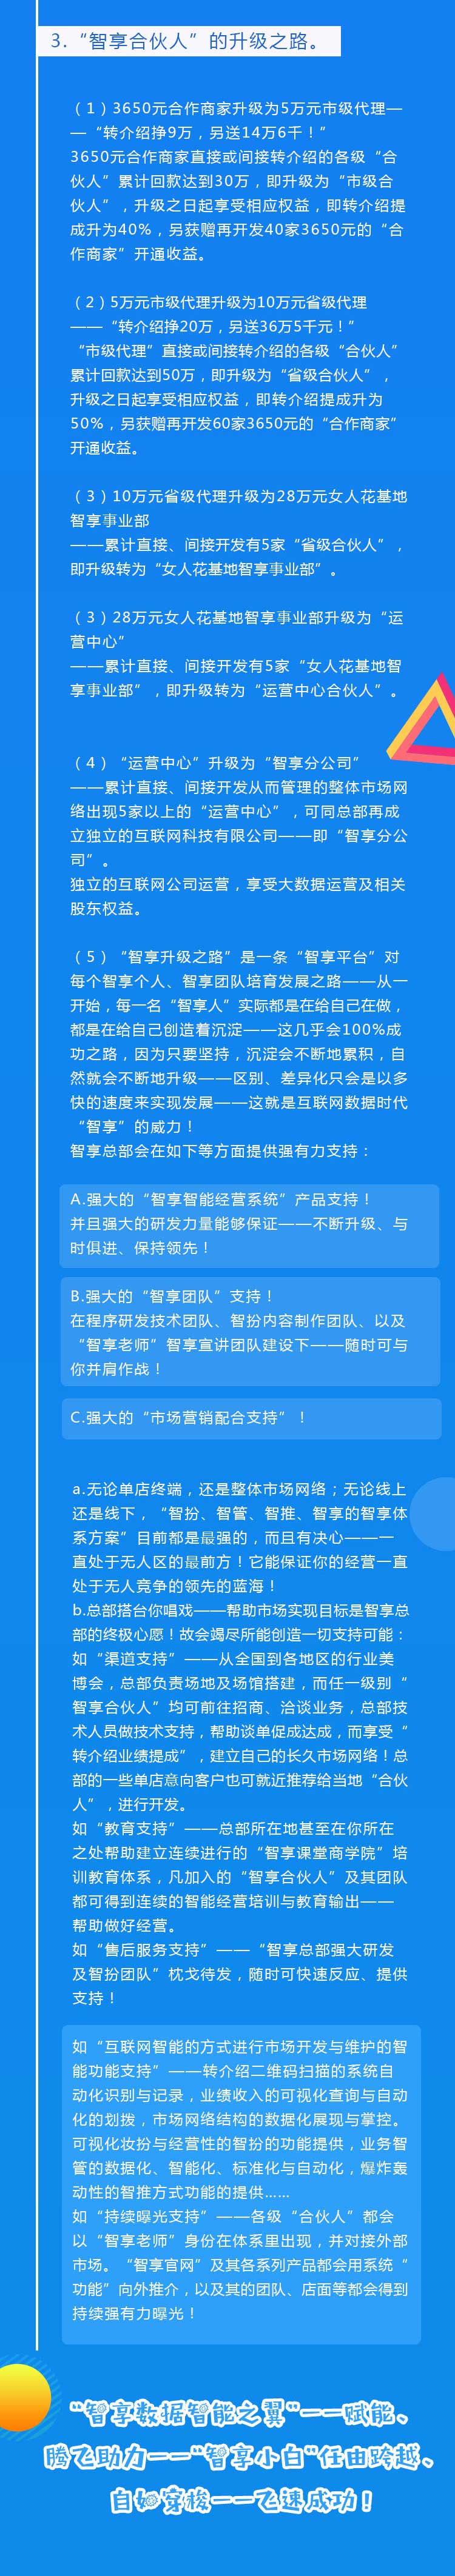 3.“智享合伙人”的升级之路。
（1）3650元合作商家升级为5万元市级代理—
—“转介绍挣9万，另送14万6千！”
3650元合作商家直接或间接转介绍的各级“合
伙人”累计回款达到30万，即升级为“市级合
伙人”，升级之日起享受相应权益，即转介绍提
成升为40%，另获赠再开发40家3650元的“合
作商家”开通收益。
（2）5万元市级代理升级为10万元省级代理
——“转介绍挣20万，另送36万5千元！”
“市级代理”直接或间接转介绍的各级“合伙人”
累计回款达到50万，即升级为“省级合伙人”，
升级之日起享受相应权益，即转介绍提成升为
50%，另获赠再开发60家3650元的“合作商家”
开通收益。
（3）10万元省级代理升级为28万元女人花基地
智享事业部
——累计直接、间接开发有5家“省级合伙人”，
即升级转为“女人花基地智享事业部”。
（3）28万元女人花基地智享事业部升级为“运
营中心”
——累计直接、间接开发有5家“女人花基地智
享事业部”，即升级转为“运营中心合伙人”。
（4）“运营中心”升级为“智享分公司”
——累计直接、间接开发从而管理的整体市场网
络出现5家以上的“运营中心”，可同总部再成
立独立的互联网科技有限公司——即“智享分公
司”。
独立的互联网公司运营，享受大数据运营及相关
股东权益。
（5）“智享升级之路”是一条“智享平台”对
每个智享个人、智享团队培育发展之路——从一
开始，每一名“智享人”实际都是在给自己在做，
都是在给自己创造着沉淀——这几乎会100%成
功之路，因为只要坚持，沉淀会不断地累积，自
然就会不断地升级——区别、差异化只会是以多
快的速度来实现发展——这就是互联网数据时代
“智享”的威力！
智享总部会在如下等方面提供强有力支持：
A.强大的“智享智能经营系统”产品支持！
并且强大的研发力量能够保证——不断升级、与
时俱进、保持领先！
B.强大的“智享团队”支持！
在程序研发技术团队、智扮内容制作团队、以及
“智享老师”智享宣讲团队建设下——随时可与
你并肩作战！
C.强大的“市场营销配合支持”！
a.无论单店终端，还是整体市场网络；无论线上
还是线下，“智扮、智管、智推、智享的智享体
系方案”目前都是最强的，而且有决心——一
直处于无人区的最前方！它能保证你的经营一直
处于无人竞争的领先的蓝海！
b.总部搭台你唱戏——帮助市场实现目标是智享总
部的终极心愿！故会竭尽所能创造一切支持可能：
如“渠道支持”——从全国到各地区的行业美
博会，总部负责场地及场馆搭建，而任一级别“
智享合伙人”均可前往招商、洽谈业务，总部技
术人员做技术支持，帮助谈单促成达成，而享受“
转介绍业绩提成”，建立自己的长久市场网络！总
部的一些单店意向客户也可就近推荐给当地“合伙
人”，进行开发。
如“教育支持”——总部所在地甚至在你所在
之处帮助建立连续进行的“智享课堂商学院”培
训教育体系，凡加入的“智享合伙人”及其团队
都可得到连续的智能经营培训与教育输出——
帮助做好经营。
如“售后服务支持”——“智享总部强大研发
及智扮团队”枕戈待发，随时可快速反应、提供
支持！
如“互联网智能的方式进行市场开发与维护的智
能功能支持”——转介绍二维码扫描的系统自
动化识别与记录，业绩收入的可视化查询与自动
化的划拨，市场网络结构的数据化展现与掌控。
可视化妆扮与经营性的智扮的功能提供，业务智
管的数据化、智能化、标准化与自动化，爆炸轰
动性的智推方式功能的提供......
如“持续曝光支持”——各级“合伙人”都会
以“智享老师”身份在体系里出现，并对接外部
市场。“智享官网”及其各系列产品都会用系统“
功能”向外推介，以及其的团队、店面等都会得到
持续强有力曝光！
“智享数据智能之翼”——赋能、
腾飞助力——“智享小白”任由跨越、
自如穿梭——飞速成功！